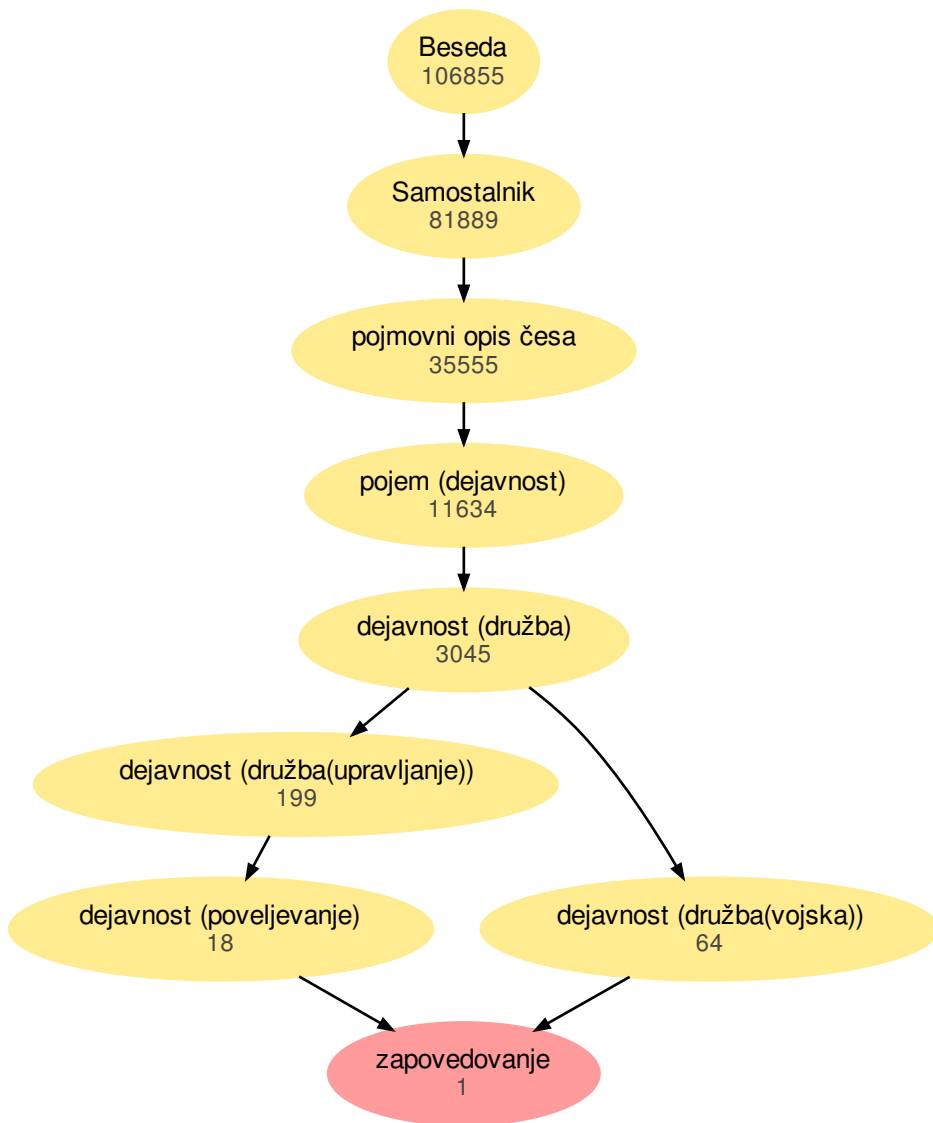 Beseda
106855
Samostalnik
81889
pojmovni opis česa
35555
pojem (dejavnost)
11634
dejavnost (družba)
3045
dejavnost (družba(upravljanje))
199
dejavnost (poveljevanje)
18
dejavnost (družba(vojska))
64
zapovedovanje
1